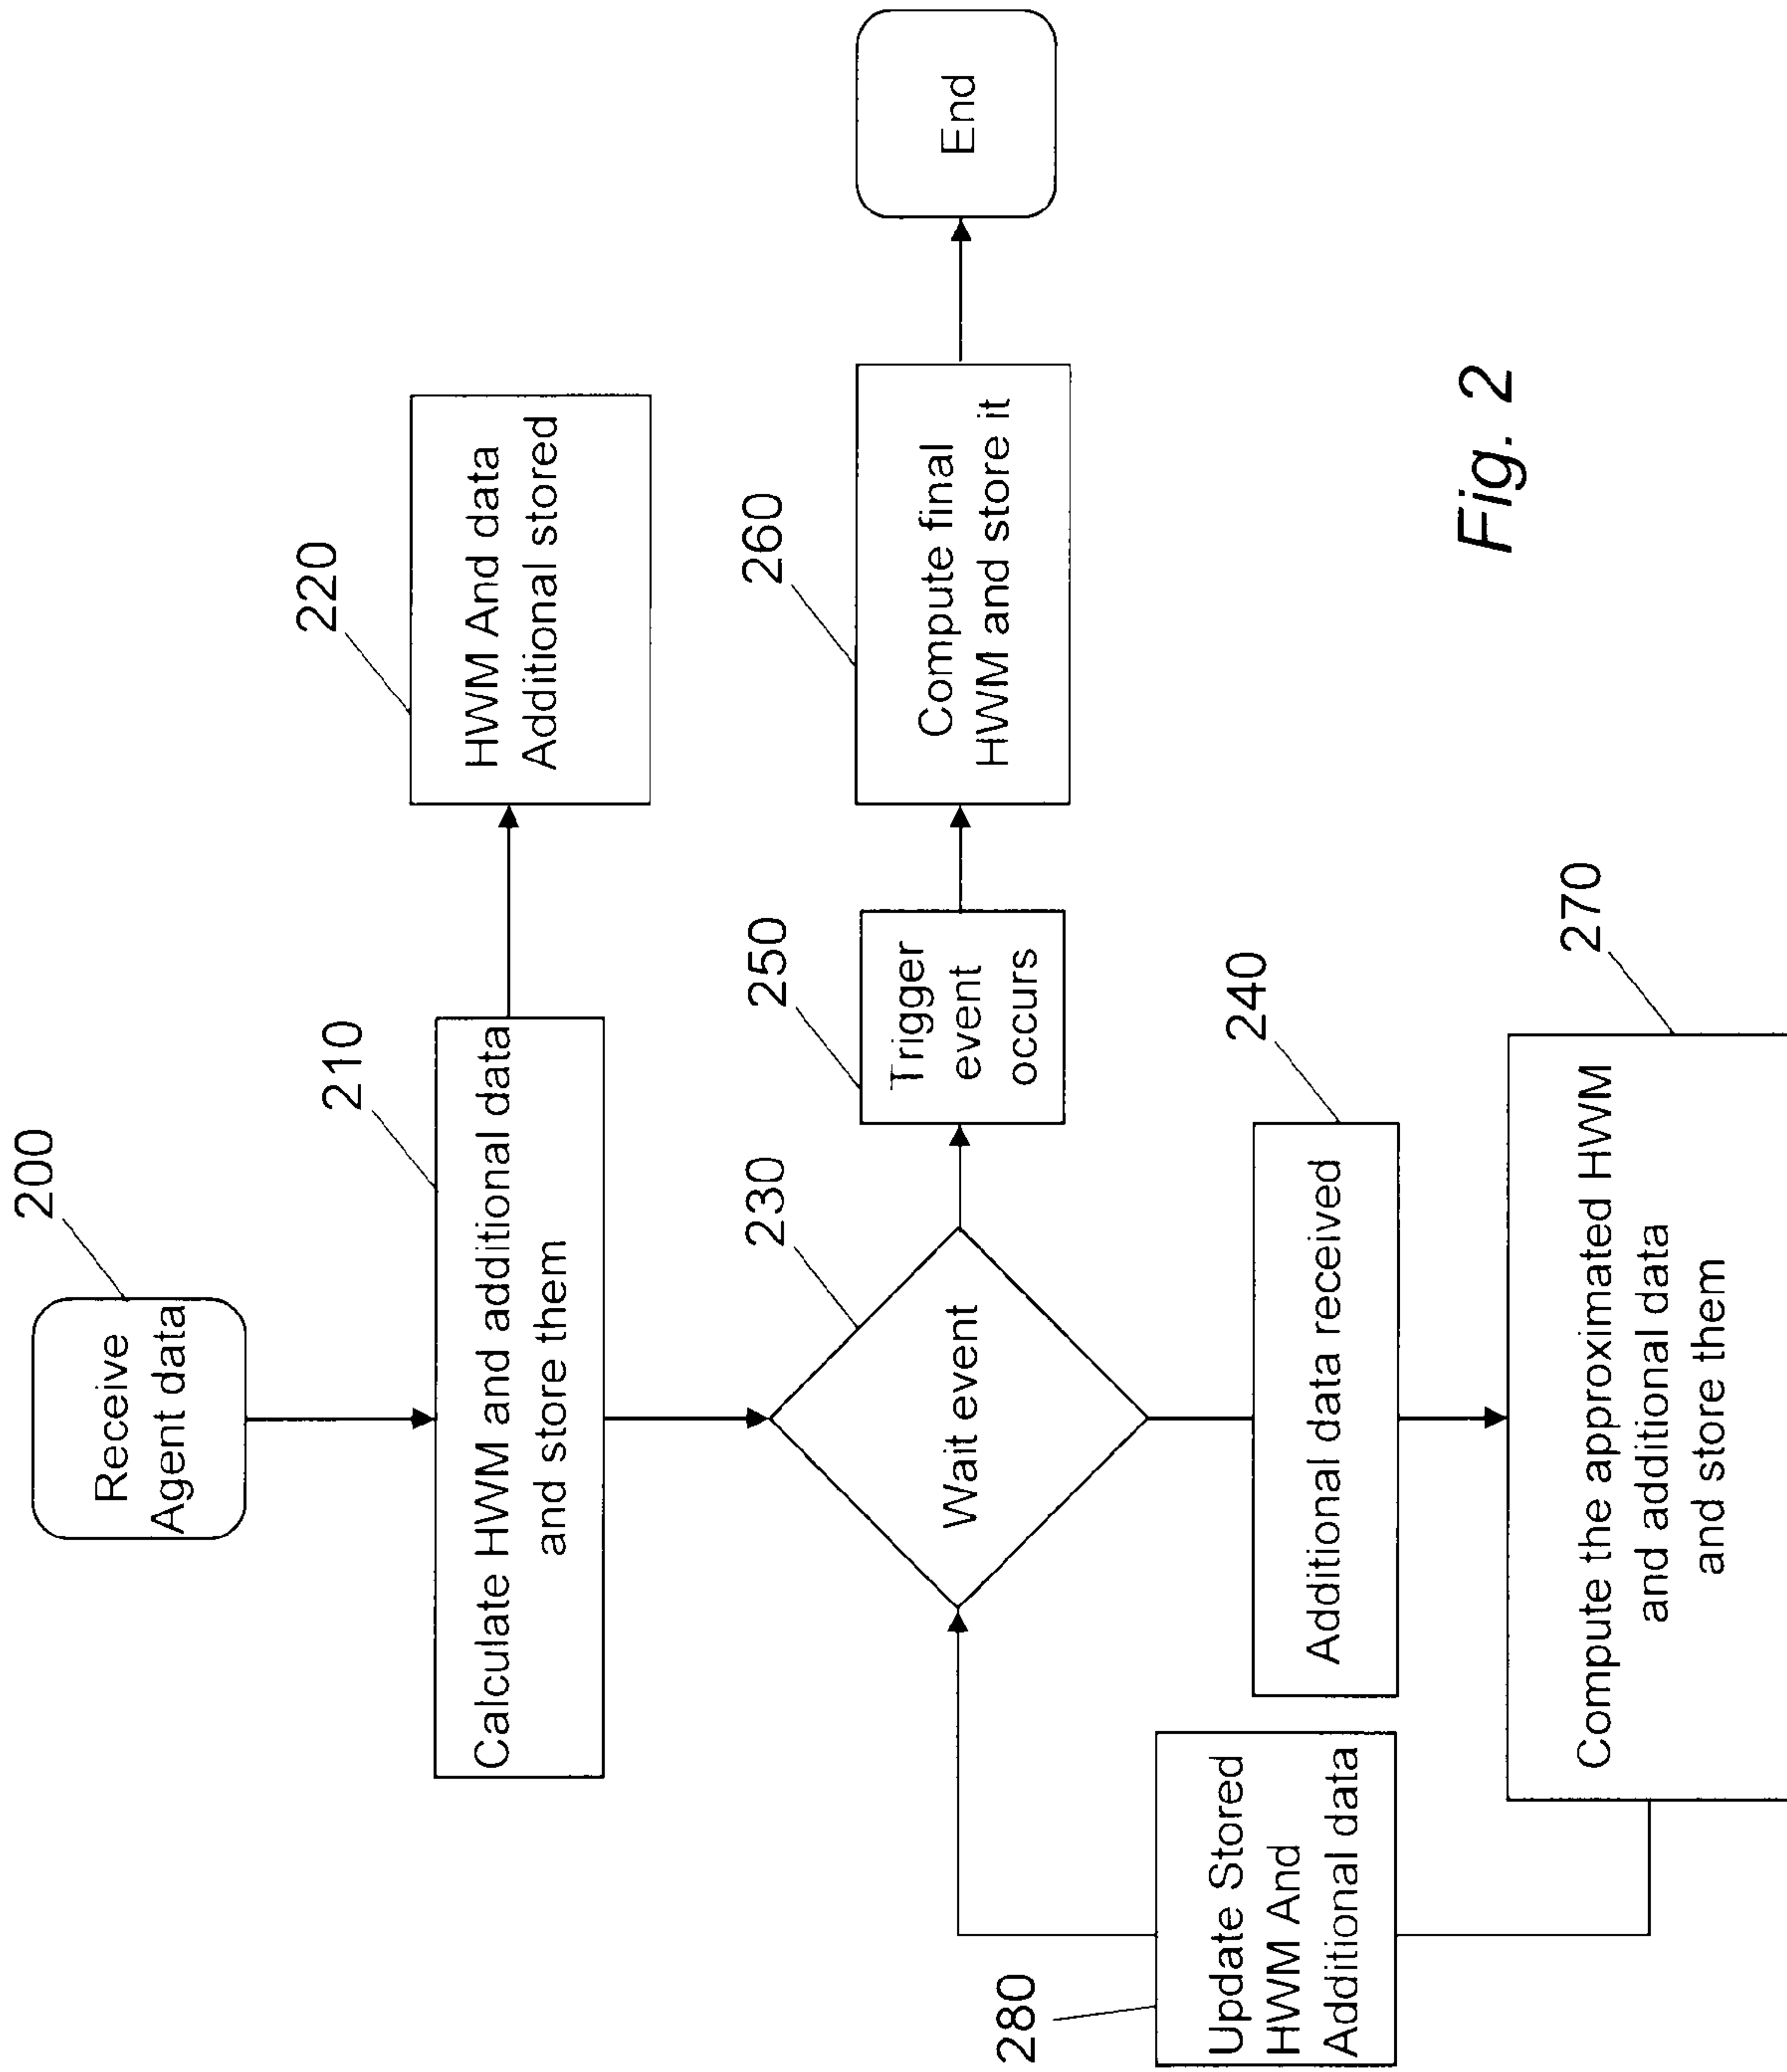 200
Receive
Agent data
210
Calculate HWM and additional data
and store them
220
HWM And data
Additional stored
230
Wait event
250
Trigger
event
occurs
260
Compute final
HWM and store it
End
240
Additional data received
270
Compute the approximated HWM
and additional data
and store them
280
Update Stored
HWM And
Additional data
Fig. 2